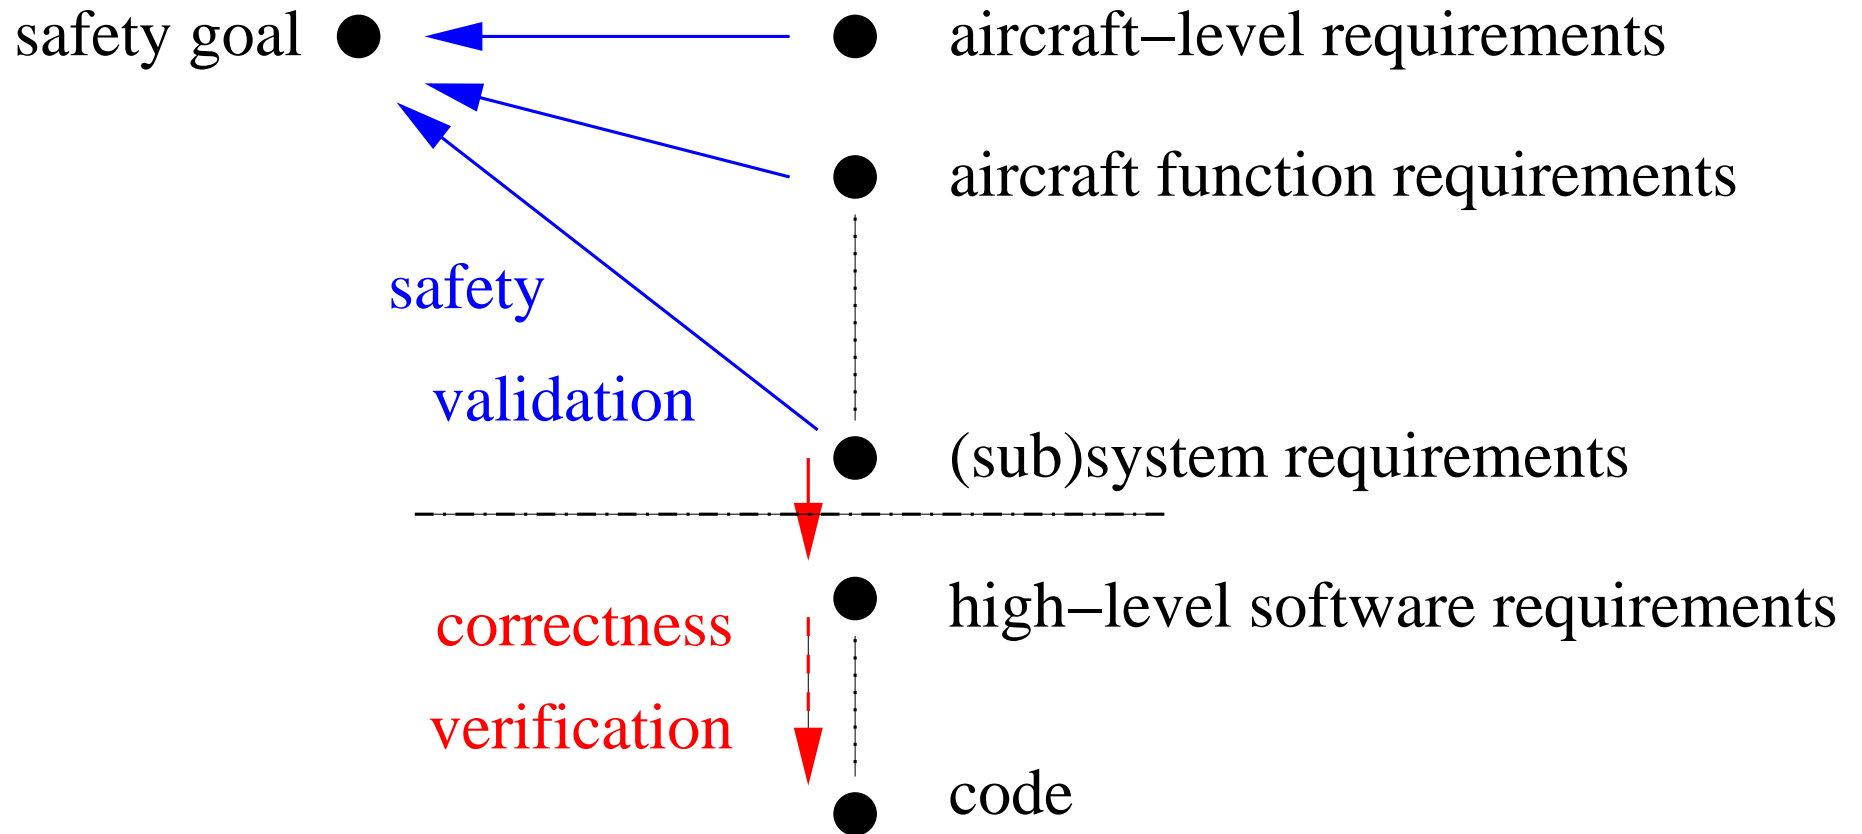 safety goal
aircraft−level requirements
aircraft function requirements
safety
validation
(sub)system requirements
high−level software requirements
correctness
verification
code